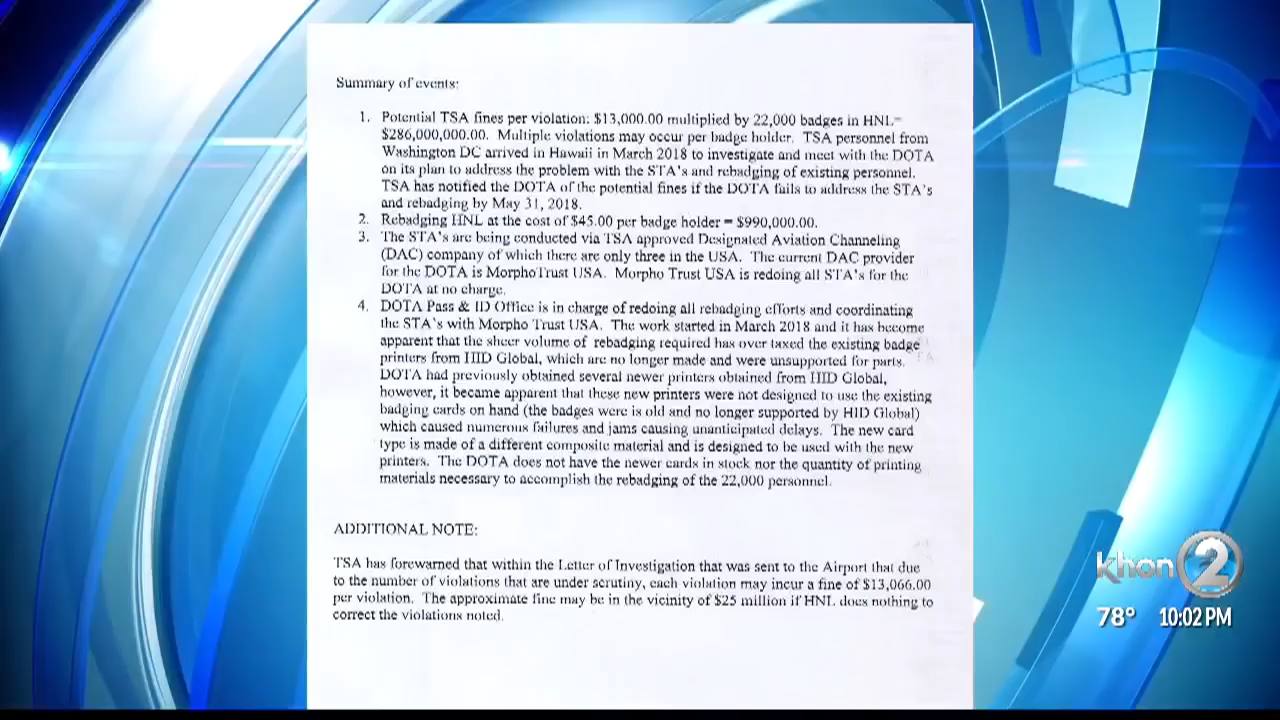 Summary of events:
1. Potential TSA fines per violation: $13,000.00 multiplied by 22,000 badges in HNL=
$286,000,000.00. Multiple violations may occur per badge holder. TSA personnel from
Washington DC arrived in Hawaii in March 2018 to investigate and meet with the DOTA
on its plan to address the problem with the STA's and rebadging of existing personnel.
TSA has notified the DOTA of the potential fines if the DOTA fails to address the STA's
and rebadging by May 31, 2018.
2. Rebadging HNL at the cost of $45.00 per badge holder = $990,000.00.
3. The STA's are being conducted via TSA approved Designated Aviation Channeling
(DAC) company of which there are only three in the USA. The current DAC provider
for the DOTA is MorphoTrust USA. Morpho Trust USA is redoing all STA's for the
DOTA at no charge.
4. DOTA Pass & ID Office is in charge of redoing all rebadging efforts and coordinating
the STA's with Morpho Trust USA. The work started in March 2018 and it has become
apparent that the sheer volume of rebadging required has over taxed the existing badge
printers from HID Global, which are no longer made and were unsupported for parts.
DOTA had previously obtained several newer printers obtained from HID Global,
however, it became apparent that these new printers were not designed to use the existing
badging cards on hand (the badges were is old and no longer supported by HID Global)
which caused numerous failures and jams causing unanticipated delays. The new card
type is made of a different composite material and is designed to be used with the new
printers. The DOTA does not have the newer cards in stock nor the quantity of printing
materials necessary to accomplish the rebadging of the 22,000 personnel.
ADDITIONAL NOTE:
TSA has forewarned that within the Letter of Investigation that was sent to the Airport that due
to the number of violations that are under scrutiny, each violation may incur a fine of $13,066.00
per violation. The approximate fine may be in the vicinity of $25 million if HNL does nothing to
correct the violations noted.
khon 2
78° 10:02 PM